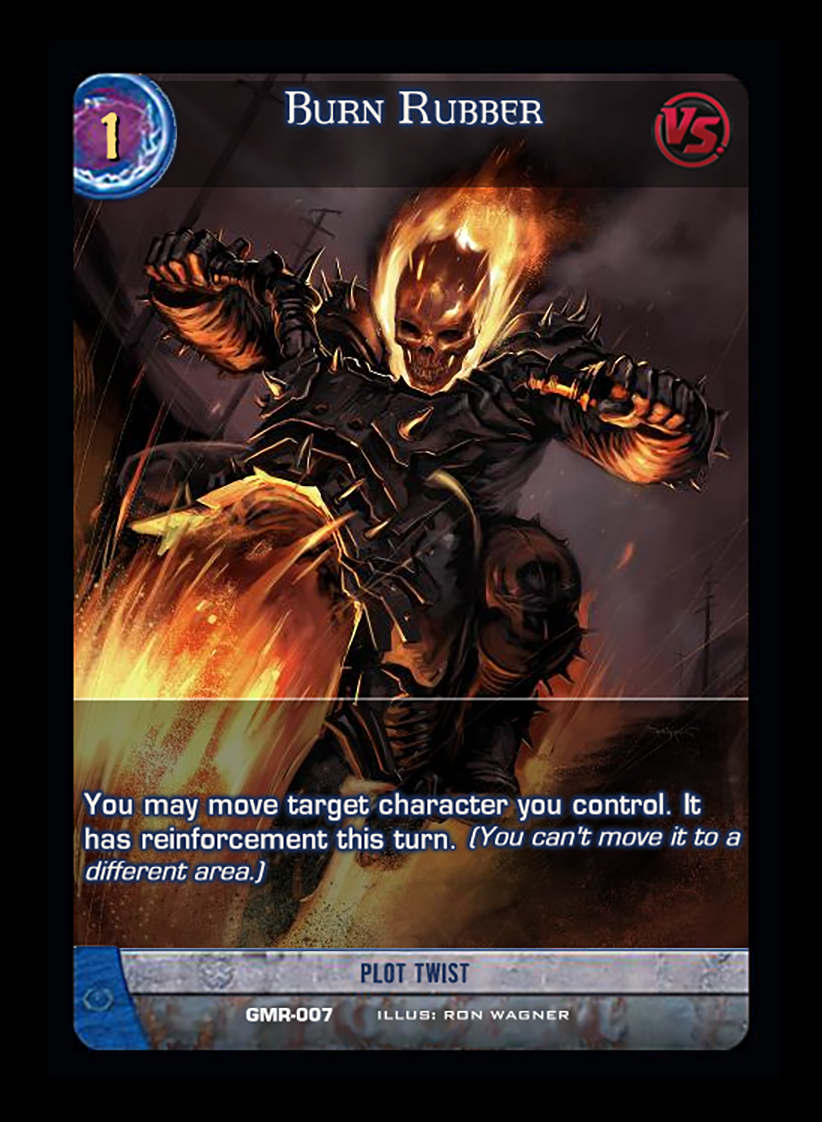 1
Burn Rubber
VS.
You may move target character you control. It
has reinforcement this turn. (You can't move it to a
different area.)
PLOT TWIST
GMR-007 ILLUS: RON WAGNER